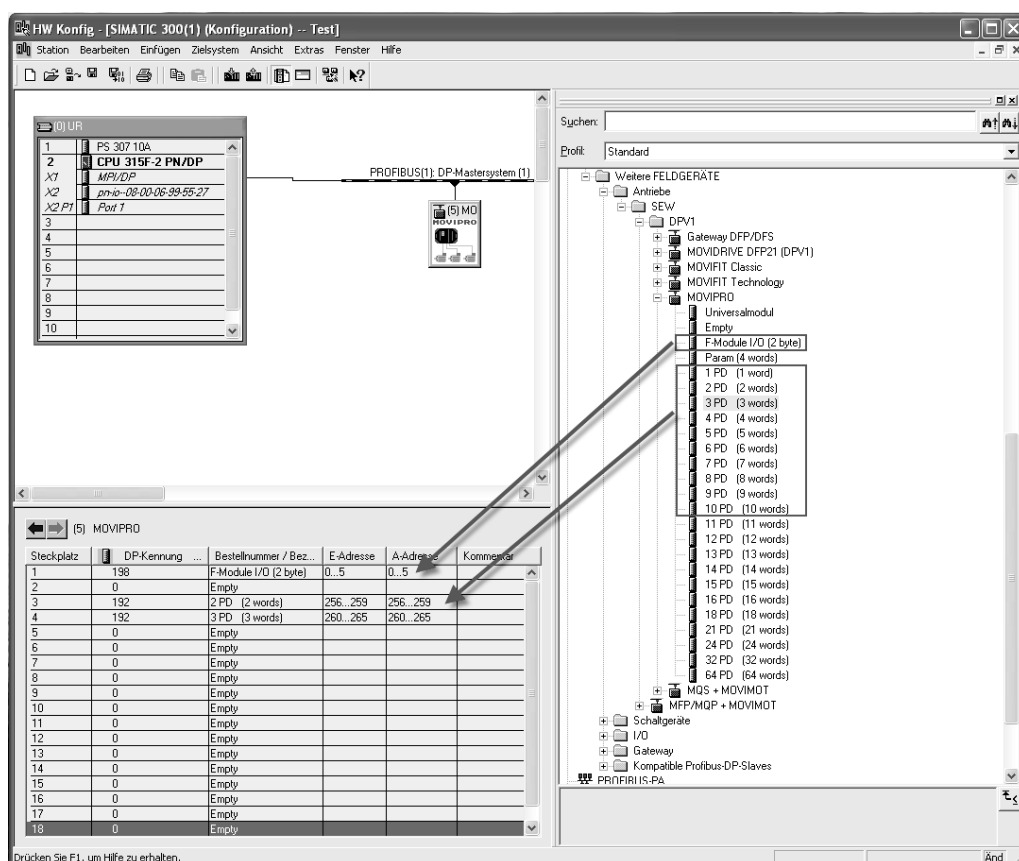 HW Konfig - [SIMATIC 300(1) (Konfiguration) -- Test]
Station Bearbeiten Einfügen Zielsystem Ansicht Extras Fenster Hilfe
(0) UR
1 PS 307 10A
2 CPU 315F-2 PN/DP
X1 MPI/DP
X2 pn-io--08-00-06-99-55-27
X2 P1 Port 1
3
4
5
6
7
8
9
10
PROFIBUS(1): DP-Mastersystem (1)
(5) MO
MOVIPRO
Suchen:
Profil: Standard
Weitere FELDGERÄTE
Antriebe
SEW
DPV1
Gateway DFP/DFS
MOVIDRIVE DFP21 (DPV1)
MOVIFIT Classic
MOVIFIT Technology
MOVIPRO
Universalmodul
Empty
F-Module I/O (2 byte)
Param (4 words)
1 PD (1 word)
2 PD (2 words)
3 PD (3 words)
4 PD (4 words)
5 PD (5 words)
6 PD (6 words)
7 PD (7 words)
8 PD (8 words)
9 PD (9 words)
10 PD (10 words)
11 PD (11 words)
12 PD (12 words)
13 PD (13 words)
14 PD (14 words)
15 PD (15 words)
16 PD (16 words)
18 PD (18 words)
21 PD (21 words)
24 PD (24 words)
32 PD (32 words)
64 PD (64 words)
MQS + MOVIMOT
MFP/MQP + MOVIMOT
Schaltgeräte
I/O
Gateway
Kompatible Profibus-DP-Slaves
PROFIBUS-PA
(5) MOVIPRO
Steckplatz DP-Kennung ... Bestellnummer / Bez... E-Adresse A-Adresse Kommentar
1 198 F-Module I/O (2 byte) 0...5 0...5
2 0 Empty
3 192 2 PD (2 words) 256...259 256...259
4 192 3 PD (3 words) 260...265 260...265
5 0 Empty
6 0 Empty
7 0 Empty
8 0 Empty
9 0 Empty
10 0 Empty
11 0 Empty
12 0 Empty
13 0 Empty
14 0 Empty
15 0 Empty
16 0 Empty
17 0 Empty
18 0 Empty
Drücken Sie F1, um Hilfe zu erhalten.
Änd